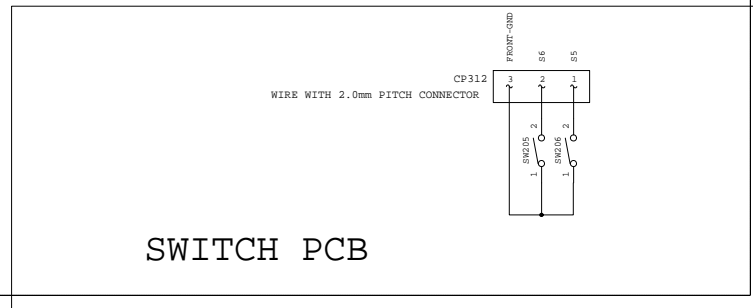 FRONT-GND
S6
S5
CP312
3 2 1
WIRE WITH 2.0mm PITCH CONNECTOR
2
SW205
1
2
SW206
1
SWITCH PCB